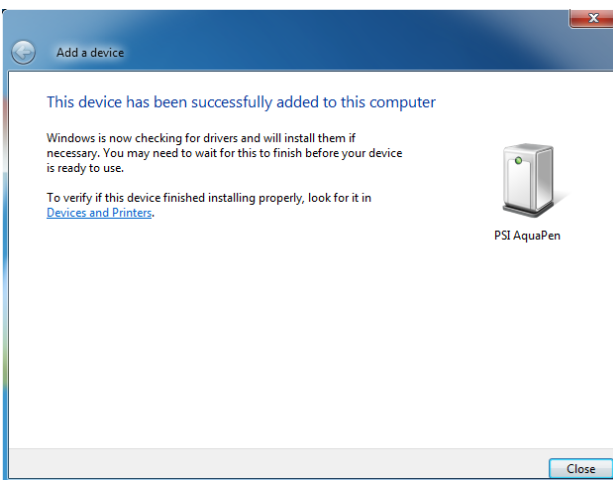 Add a device
This device has been successfully added to this computer
Windows is now checking for drivers and will install them if
necessary. You may need to wait for this to finish before your device
is ready to use.
To verify if this device finished installing properly, look for it in
Devices and Printers.
PSI AquaPen
Close